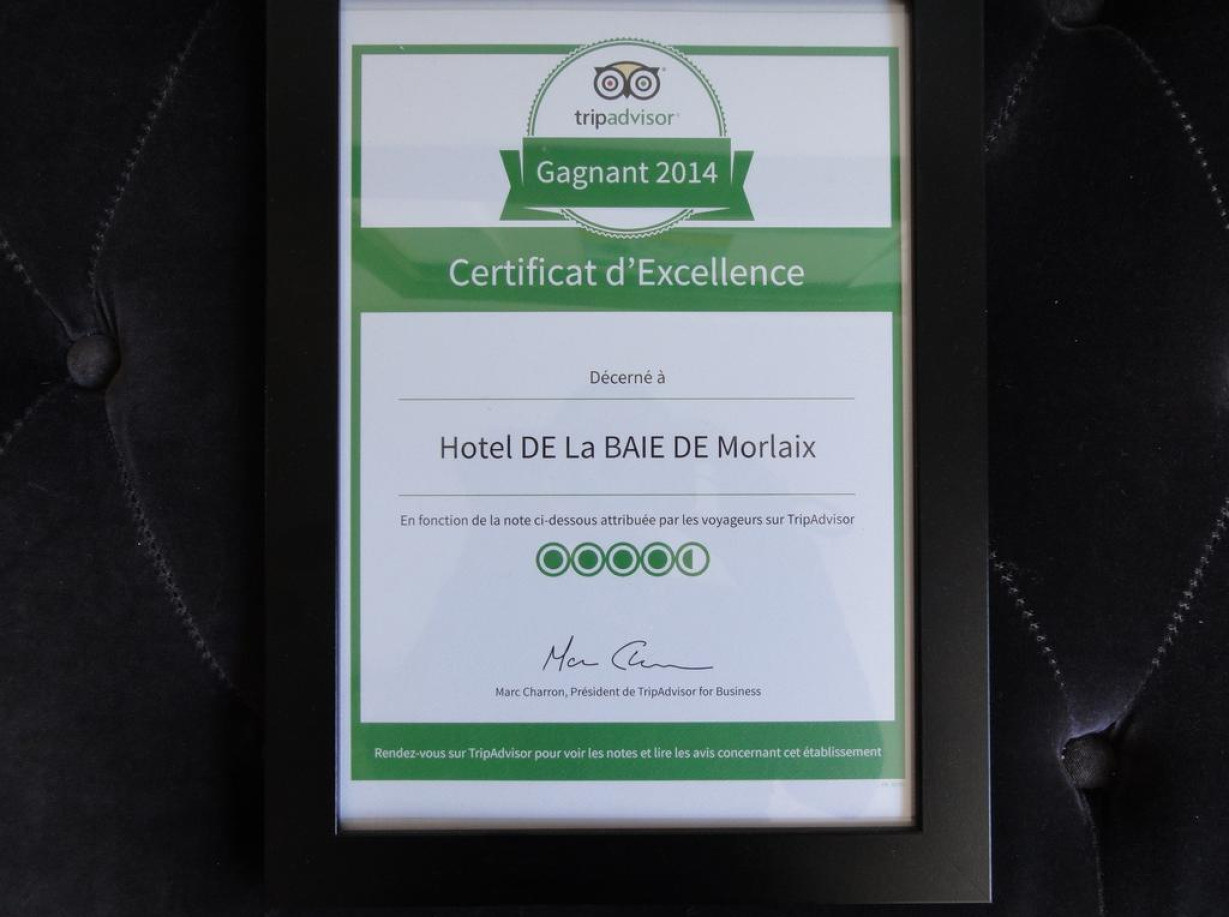 tripadvisor
Gagnant 2014
Certificat d'Excellence
Décerné à
Hotel DE La BAIE DE Morlaix
En fonction de la note ci-dessous attribuée par les voyageurs sur TripAdvisor
Marc Charron, Président de TripAdvisor for Business
Rendez-vous sur TripAdvisor pour voir les notes et lire les avis concernant cet établissement